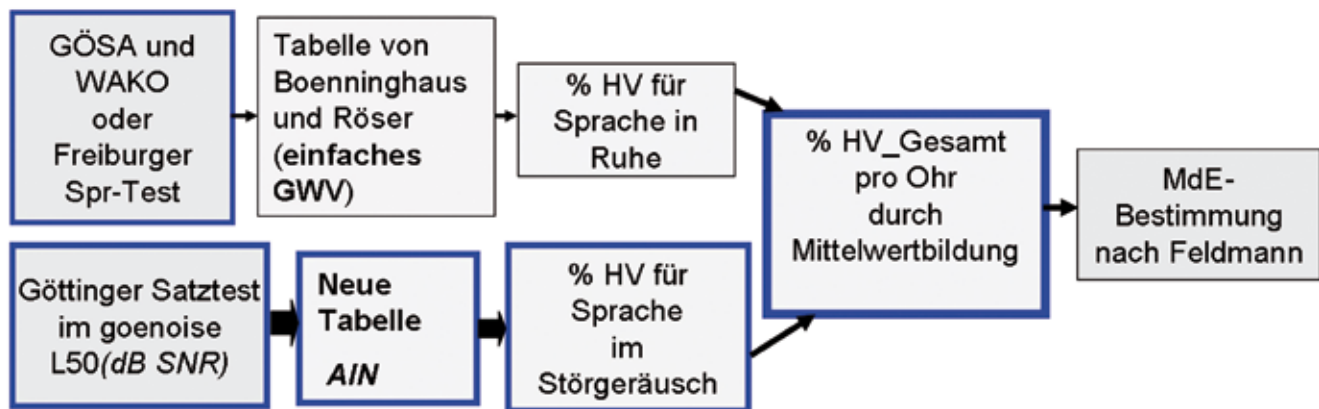 GÖSA und
WAKO
oder
Freiburger
Spr-Test
Tabelle von
Boenninghaus
und Röser
(einfaches
GWV)
% HV für
Sprache in
Ruhe
% HV_Gesamt
pro Ohr
durch
Mittelwertbildung
MdE-
Bestimmung
nach Feldmann
Göttinger Satztest
im goenoise
L50(dB SNR)
Neue
Tabelle
A/N
% HV für
Sprache
im
Störgeräusch